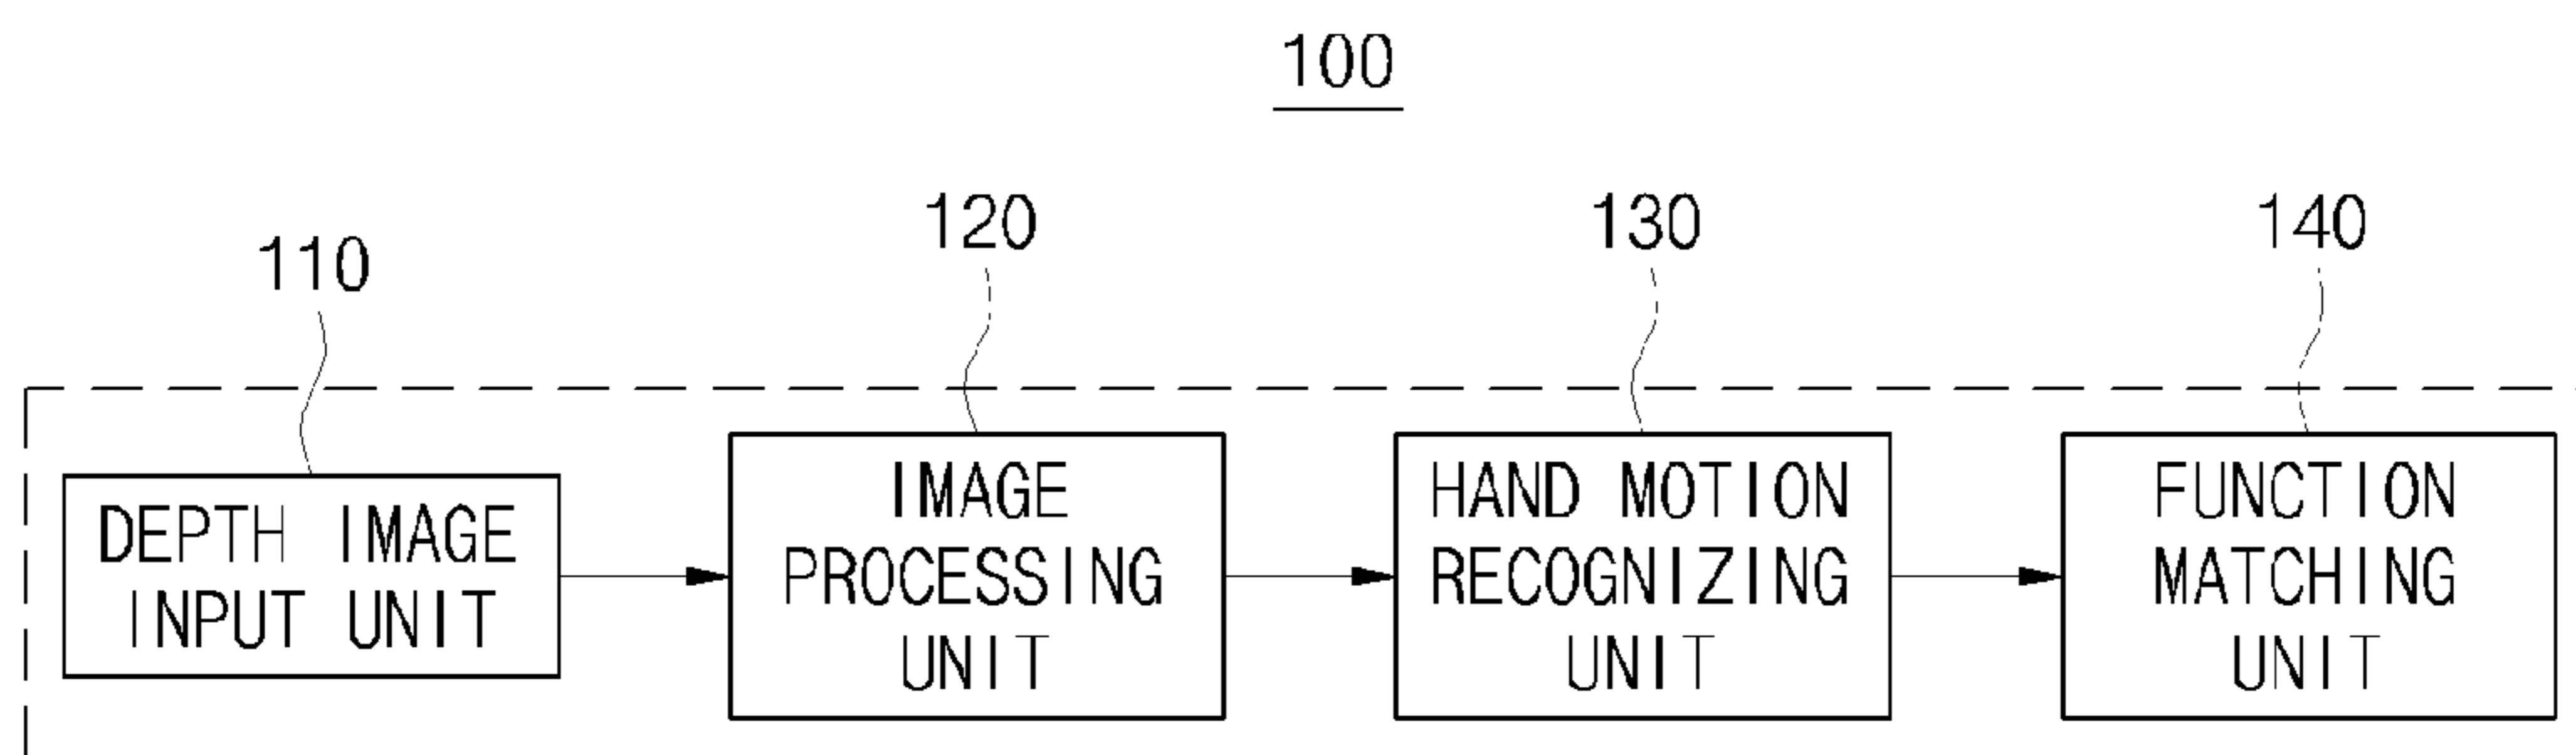 100
110
120
130
140
DEPTH IMAGE
INPUT UNIT
IMAGE
PROCESSING
UNIT
HAND MOTION
RECOGNIZING
UNIT
FUNCTION
MATCHING
UNIT